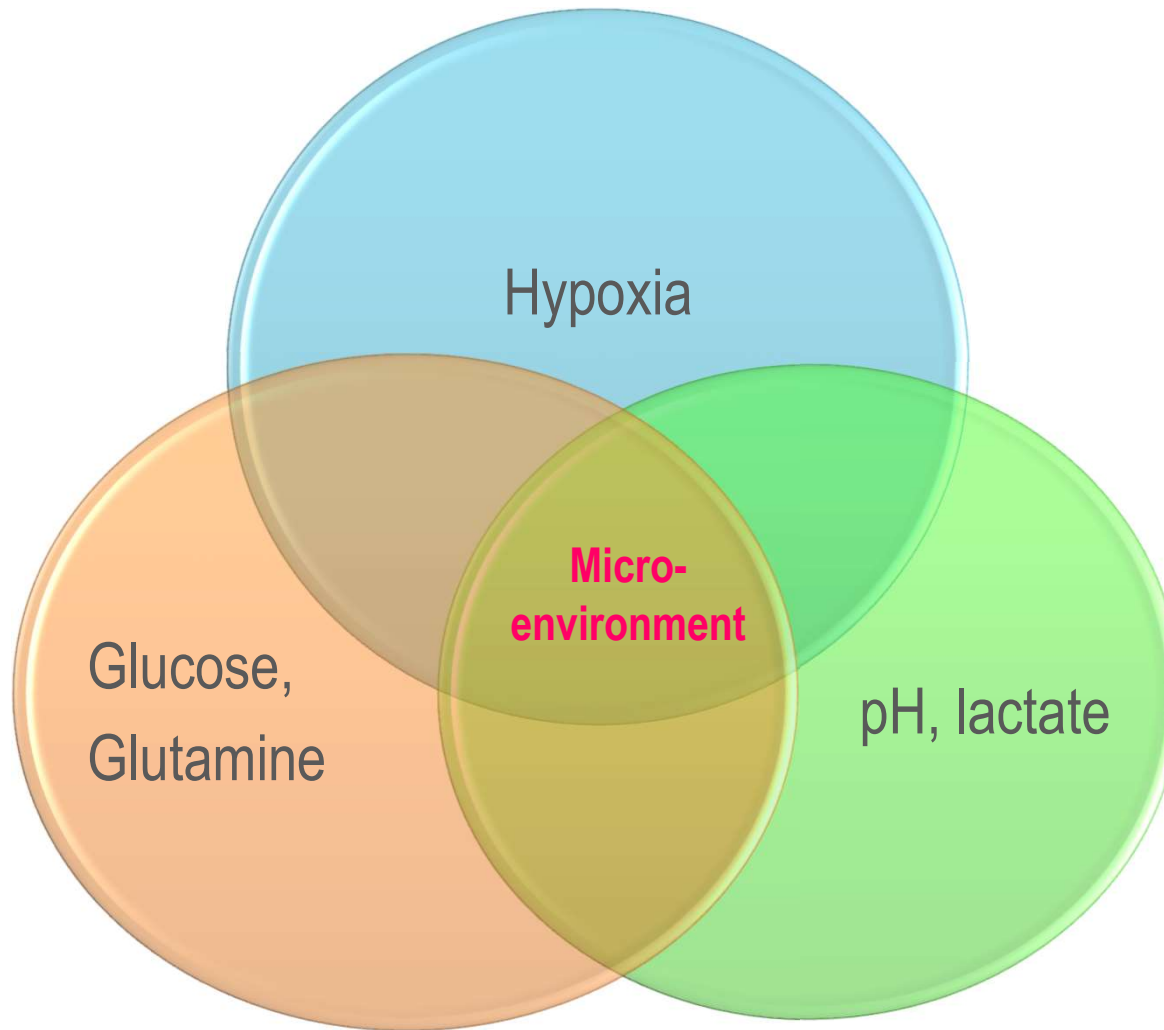 Hypoxia
Micro-
environment
Glucose,
Glutamine
pH, lactate